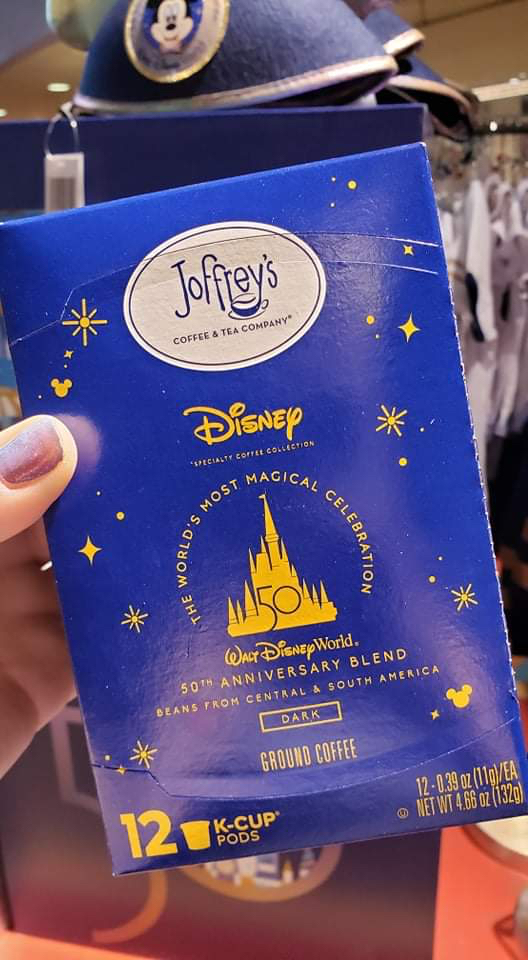 Joffrey's
COFFEE & TEA COMPANY®
Disney
SPECIALTY COFFEE COLLECTION
THE WORLD'S MOST MAGICAL CELEBRATION
50
Walt Disney World®
50TH ANNIVERSARY BLEND
BEANS FROM CENTRAL & SOUTH AMERICA
DARK
GROUND COFFEE
12 K-CUP®
PODS
12 - 0.39 oz (11g)/EA
NET WT 4.66 oz (132g)